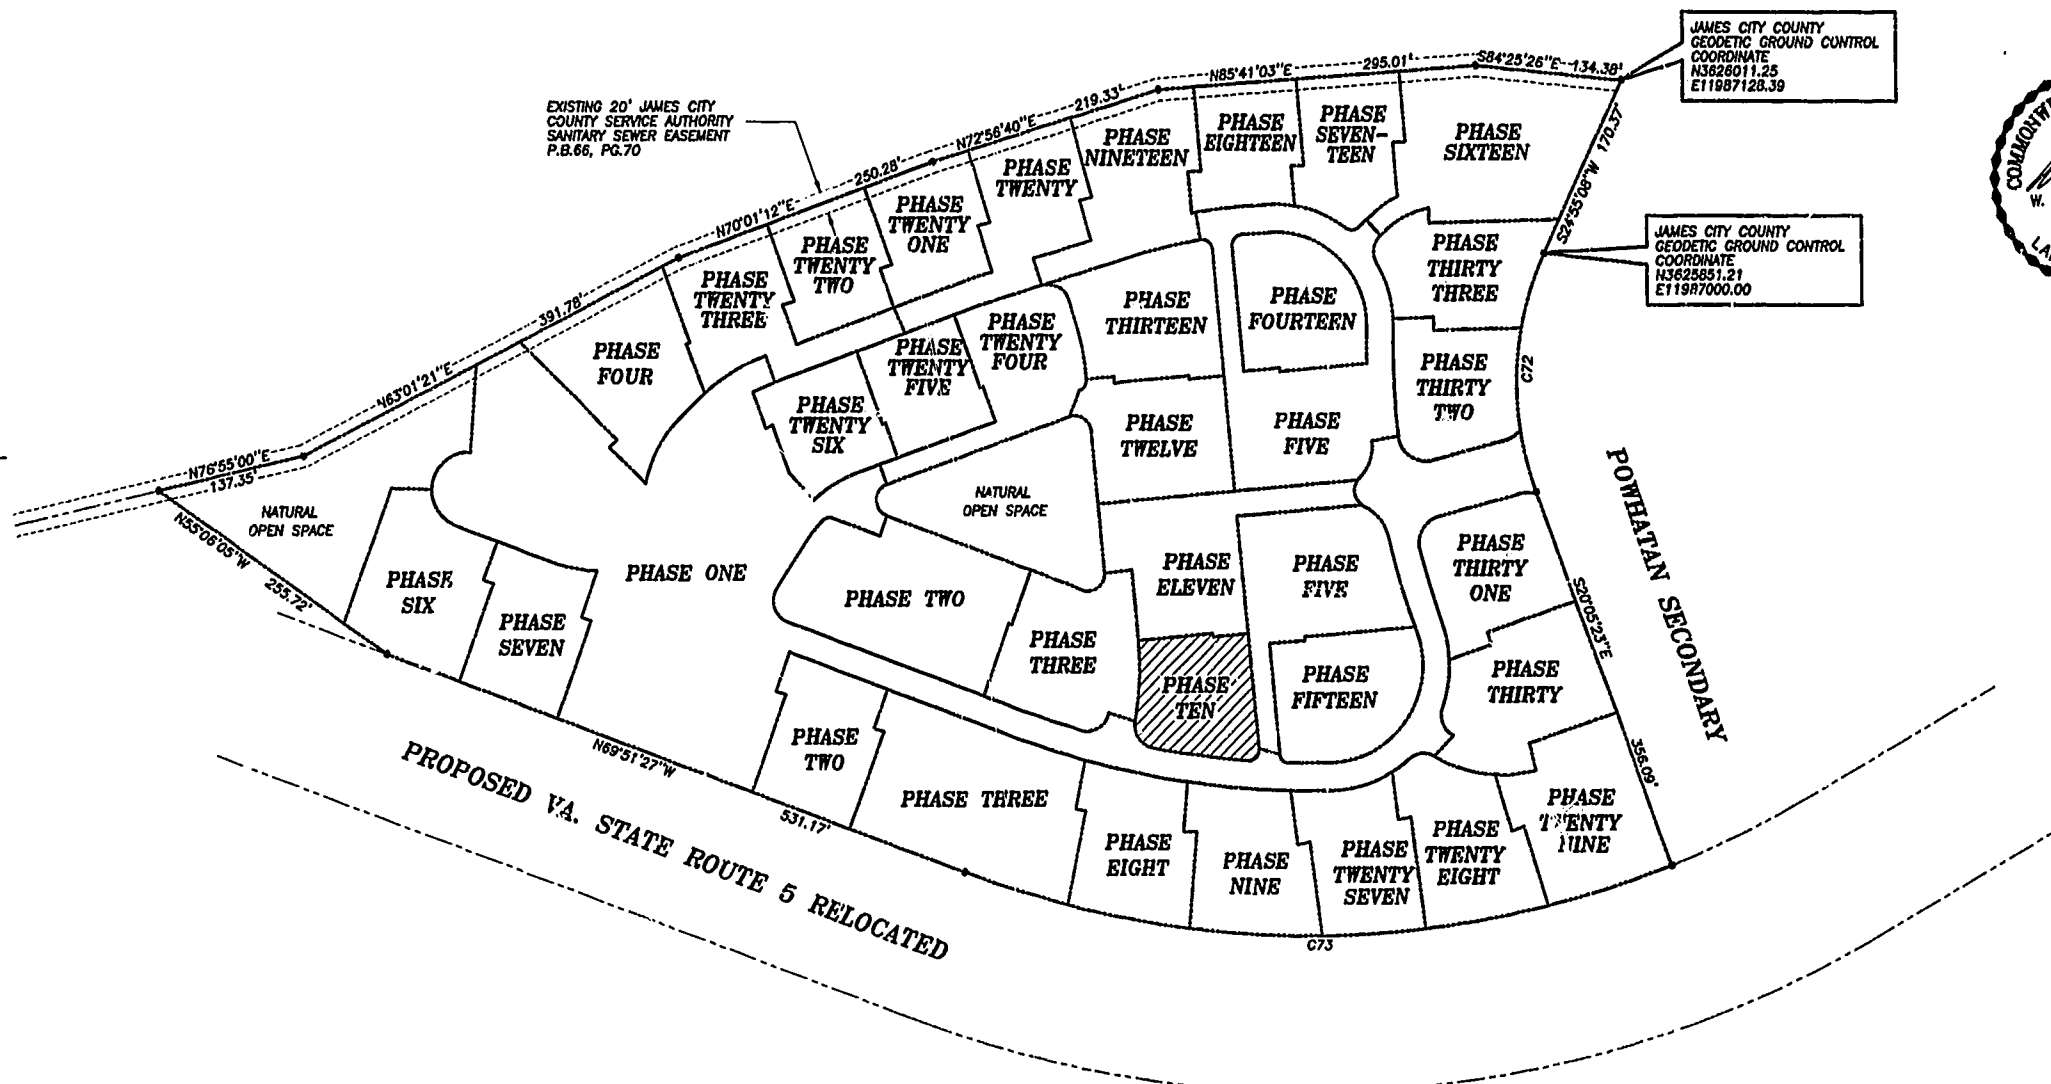 JAMES CITY COUNTY
GEODETIC GROUND CONTROL
COORDINATE
N3626011.25
E11987128.39
EXISTING 20' JAMES CITY
COUNTY SERVICE AUTHORITY
SANITARY SEWER EASEMENT
P.B.66, PG.70
N85°41'03"E
295.01'
S84°25'26"E
134.38'
219.33'
N72°56'40"E
250.28'
N70°01'12"E
391.78'
N63°01'21"E
N76°55'00"E
137.35'
S24°55'08"W 170.37'
COMMONW
W.
JAMES CITY COUNTY
GEODETIC GROUND CONTROL
COORDINATE
N3625851.21
E11987000.00
PHASE
NINETEEN
PHASE
EIGHTEEN
PHASE
SEVEN-
TEEN
PHASE
SIXTEEN
PHASE
TWENTY
PHASE
TWENTY
ONE
PHASE
TWENTY
TWO
PHASE
TWENTY
THREE
PHASE
FOUR
PHASE
THIRTY
THREE
PHASE
THIRTEEN
PHASE
FOURTEEN
PHASE
TWENTY
FOUR
PHASE
TWENTY
FIVE
PHASE
TWENTY
SIX
PHASE
THIRTY
TWO
C72
PHASE
TWELVE
PHASE
FIVE
NATURAL
OPEN SPACE
NATURAL
OPEN SPACE
N55°06'05"W
255.72'
PHASE
SIX
PHASE
SEVEN
PHASE ONE
PHASE TWO
PHASE
THREE
PHASE
ELEVEN
PHASE
FIVE
PHASE
THIRTY
ONE
POWHATAN SECONDARY
S20°05'23"E
356.09'
PHASE
TEN
PHASE
FIFTEEN
PHASE
THIRTY
PHASE
TWO
PHASE THREE
PHASE
EIGHT
PHASE
NINE
PHASE
TWENTY
SEVEN
PHASE
TWENTY
EIGHT
PHASE
TWENTY
NINE
N69°51'27"W
531.17'
C73
PROPOSED VA. STATE ROUTE 5 RELOCATED